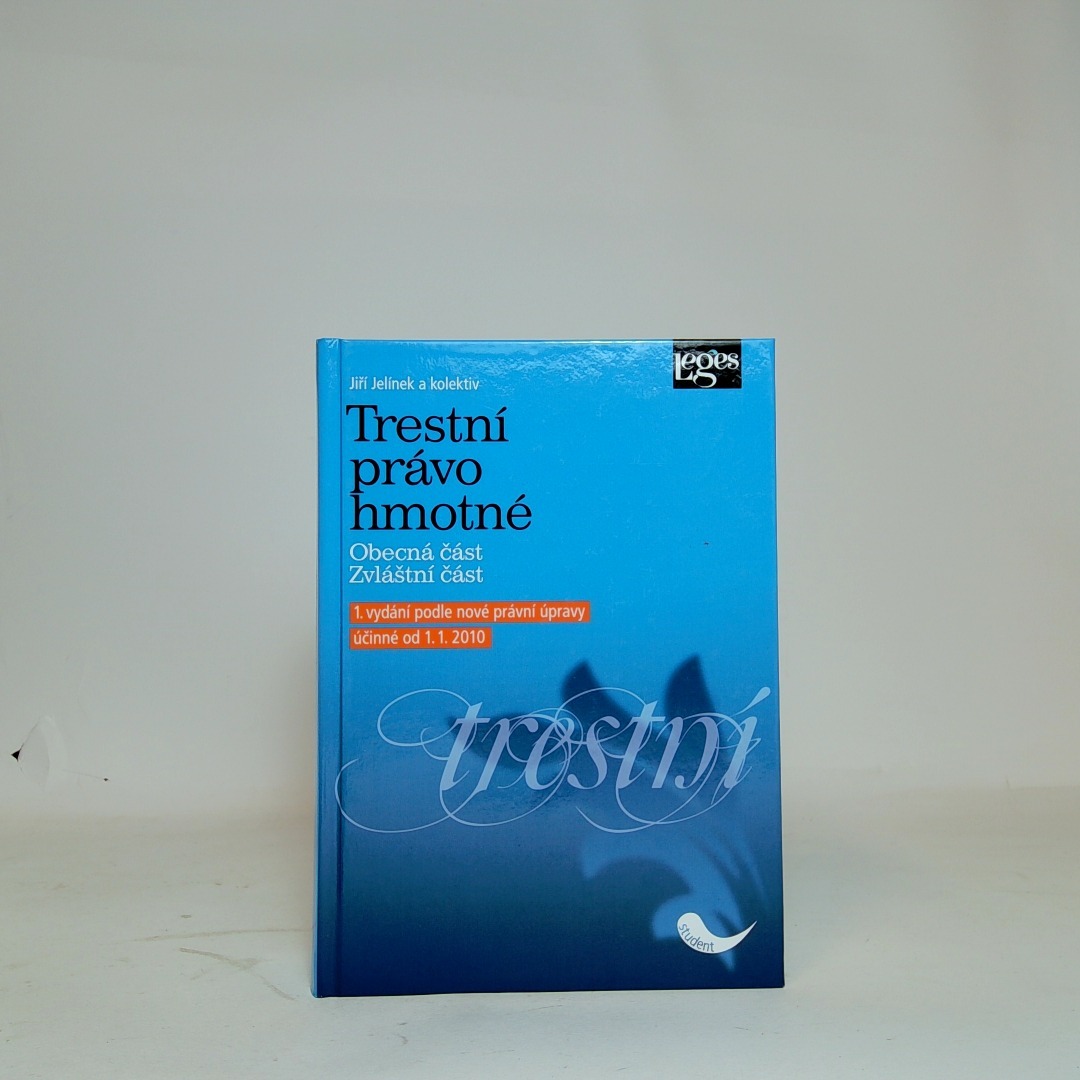 Leges
Jiří Jelínek a kolektiv
Trestní
právo
hmotné
Obecná část
Zvláštní část
1. vydání podle nové právní úpravy
účinné od 1. 1. 2010
trestní
student